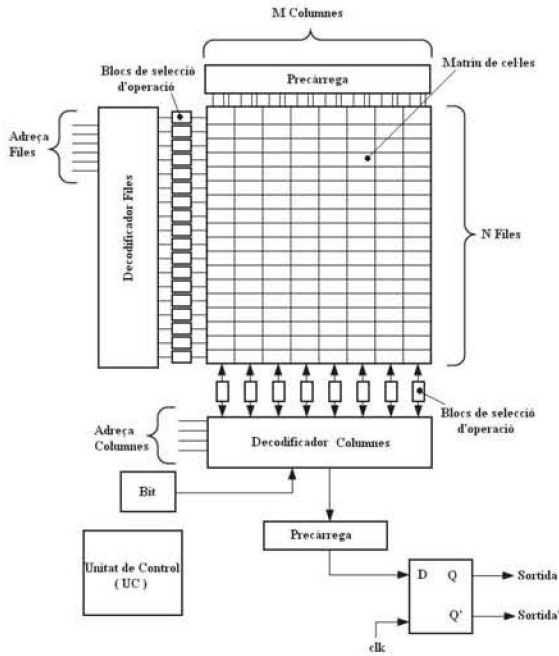 M Columnes
Blocs de selecció
d'operació
Precàrrega
Matriu de cel·les
Adreça
Files
Decodificador Files
N Files
Blocs de selecció
d'operació
Adreça
Columnes
Decodificador Columnes
Bit
Precàrrega
Unitat de Control
( UC )
D Q
Q'
clk
Sortida
Sortida'